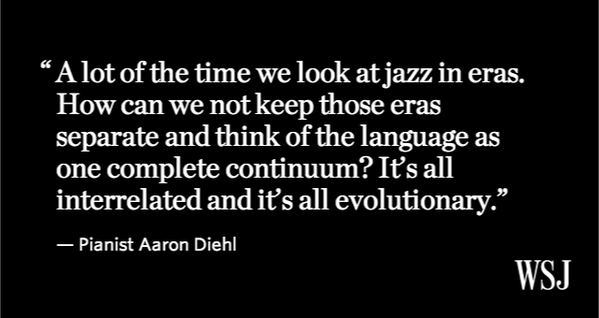 “ A lot of the time we look at jazz in eras.
How can we not keep those eras
separate and think of the language as
one complete continuum? It’s all
interrelated and it’s all evolutionary.”
— Pianist Aaron Diehl
WSJ